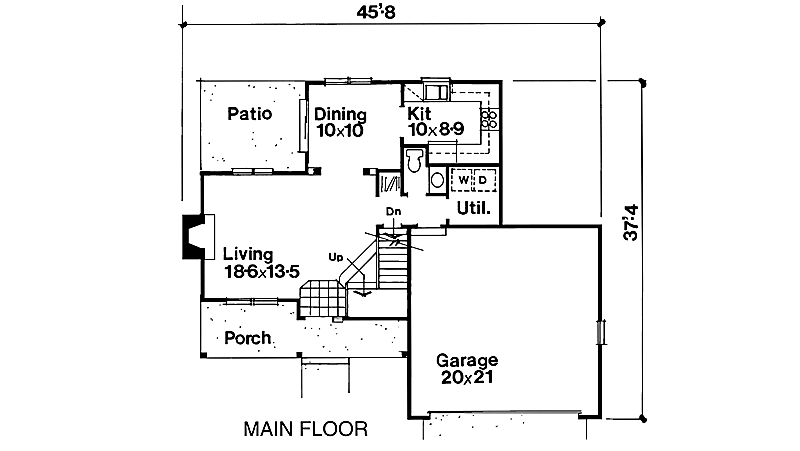 45'8
Patio
Dining
10x10
Kit
10x8-9
W D
Util.
Dn
37'4
Living
18-6x13-5
Up
Porch
Garage
20x21
MAIN FLOOR